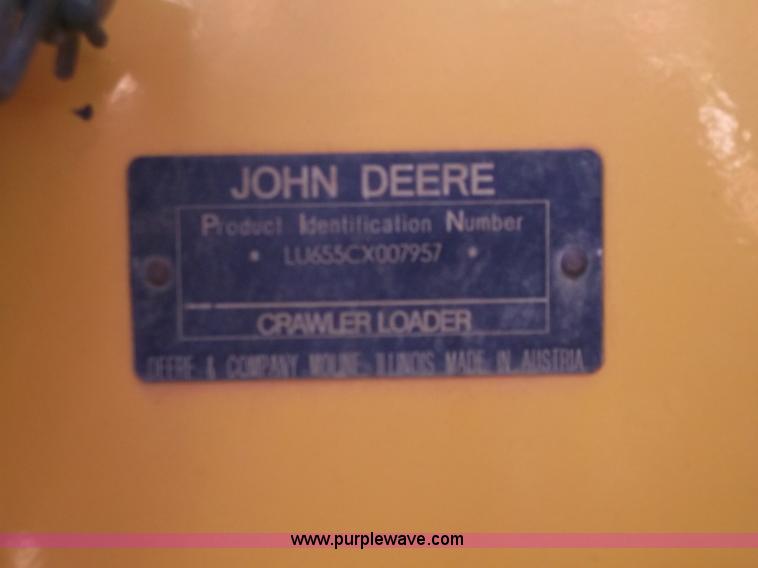 JOHN DEERE
Product Identification Number
* LU655CX007957 *
CRAWLER LOADER
DEERE & COMPANY MOLINE ILLINOIS MADE IN AUSTRIA
www.purplewave.com